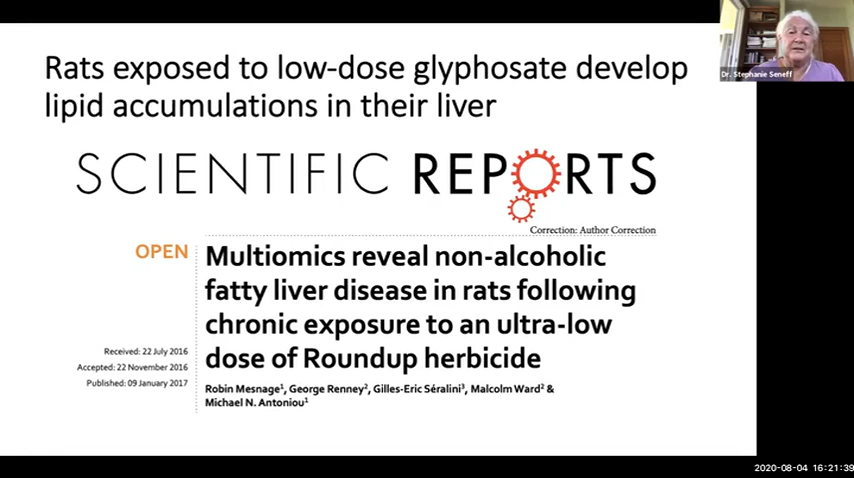 Rats exposed to low-dose glyphosate develop
lipid accumulations in their liver
Dr. Stephanie Seneff
SCIENTIFIC REPORTS
Correction: Author Correction
OPEN
Multiomics reveal non-alcoholic
fatty liver disease in rats following
chronic exposure to an ultra-low
dose of Roundup herbicide
Received: 22 July 2016
Accepted: 22 November 2016
Published: 09 January 2017
Robin Mesnage1, George Renney2, Gilles-Eric Séralini3, Malcolm Ward2 &
Michael N. Antoniou1
2020-08-04 16:21:39